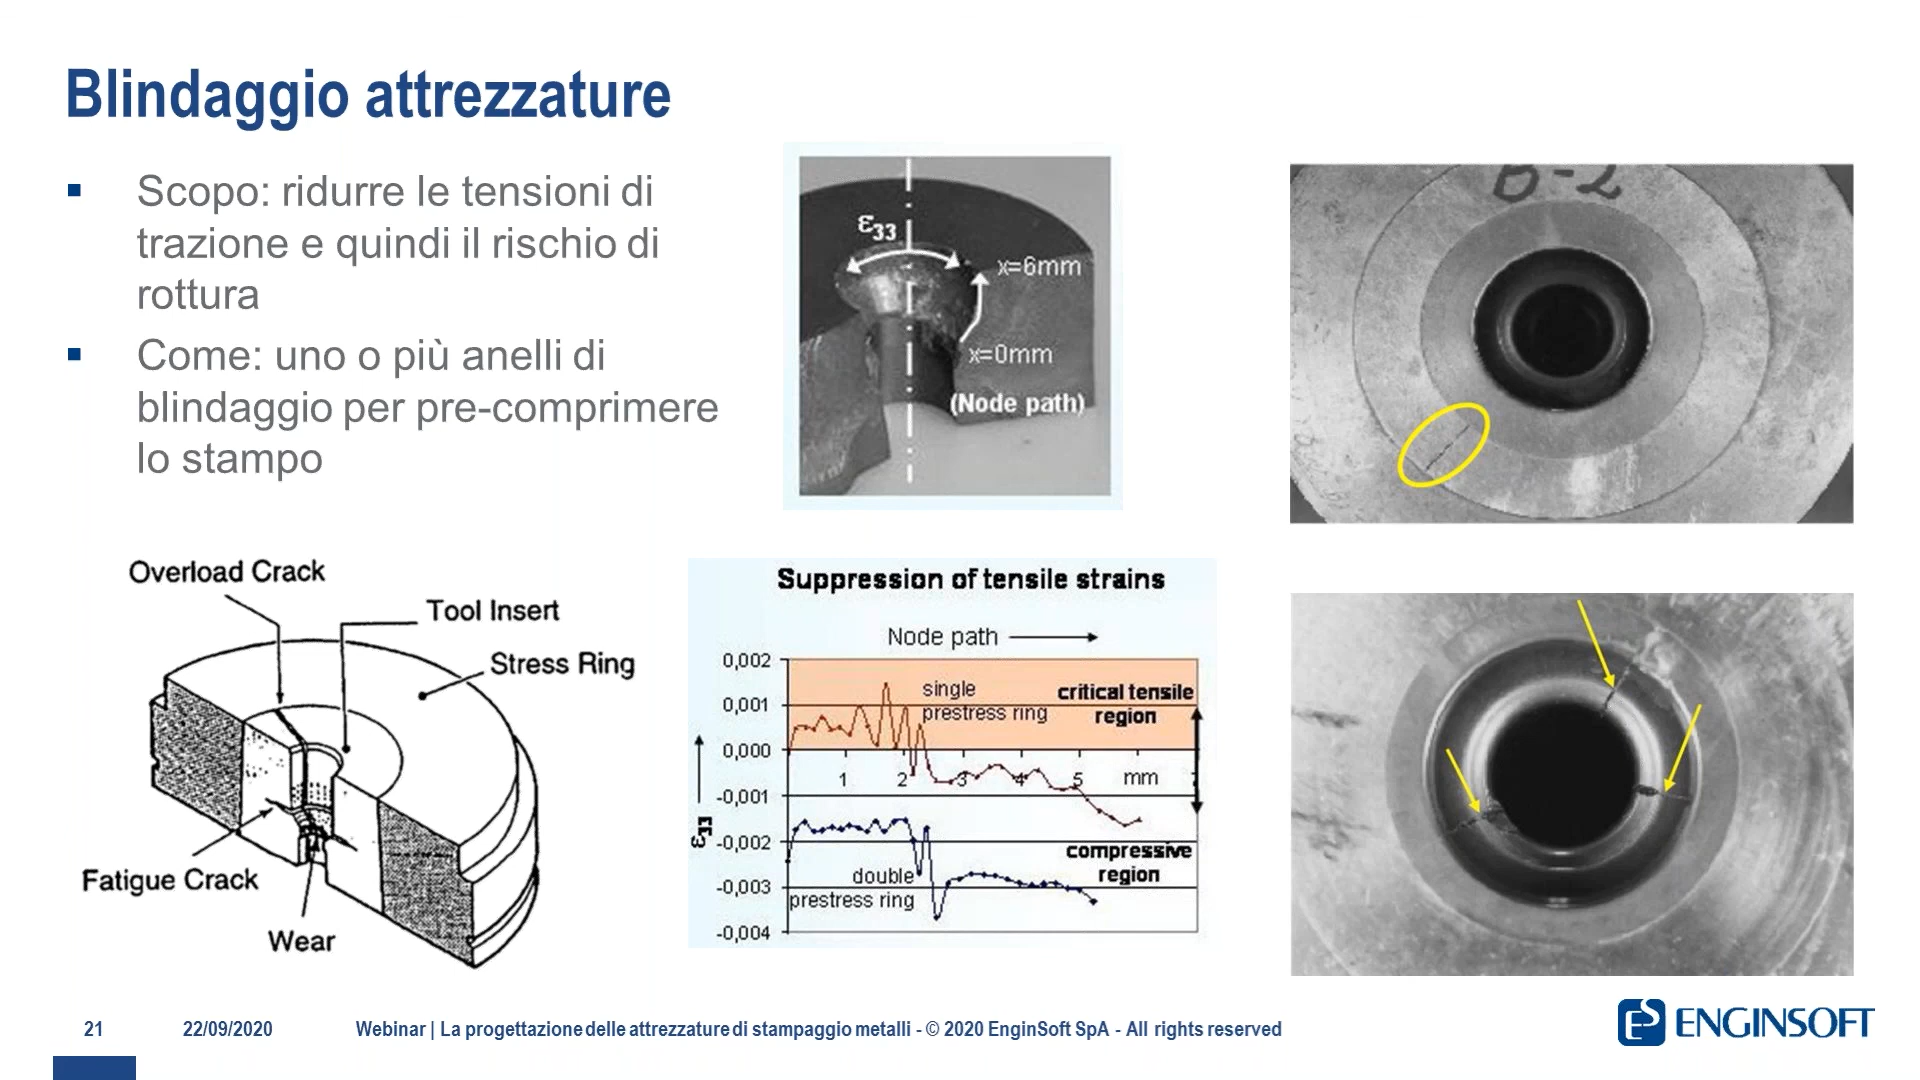 Blindaggio attrezzature
▪ Scopo: ridurre le tensioni di
trazione e quindi il rischio di
rottura
▪ Come: uno o più anelli di
blindaggio per pre-comprimere
lo stampo
ε33
x=6mm
x=0mm
(Node path)
B-2
Overload Crack
Tool Insert
Stress Ring
Fatigue Crack
Wear
Suppression of tensile strains
Node path
0,002
0,001
0,000
-0,001
-0,002
-0,003
-0,004
ε33
single
prestress ring
critical tensile
region
1 2 3 4 5 mm
compressive
region
double
prestress ring
21 22/09/2020 Webinar | La progettazione delle attrezzature di stampaggio metalli - © 2020 EnginSoft SpA - All rights reserved
ENGINSOFT